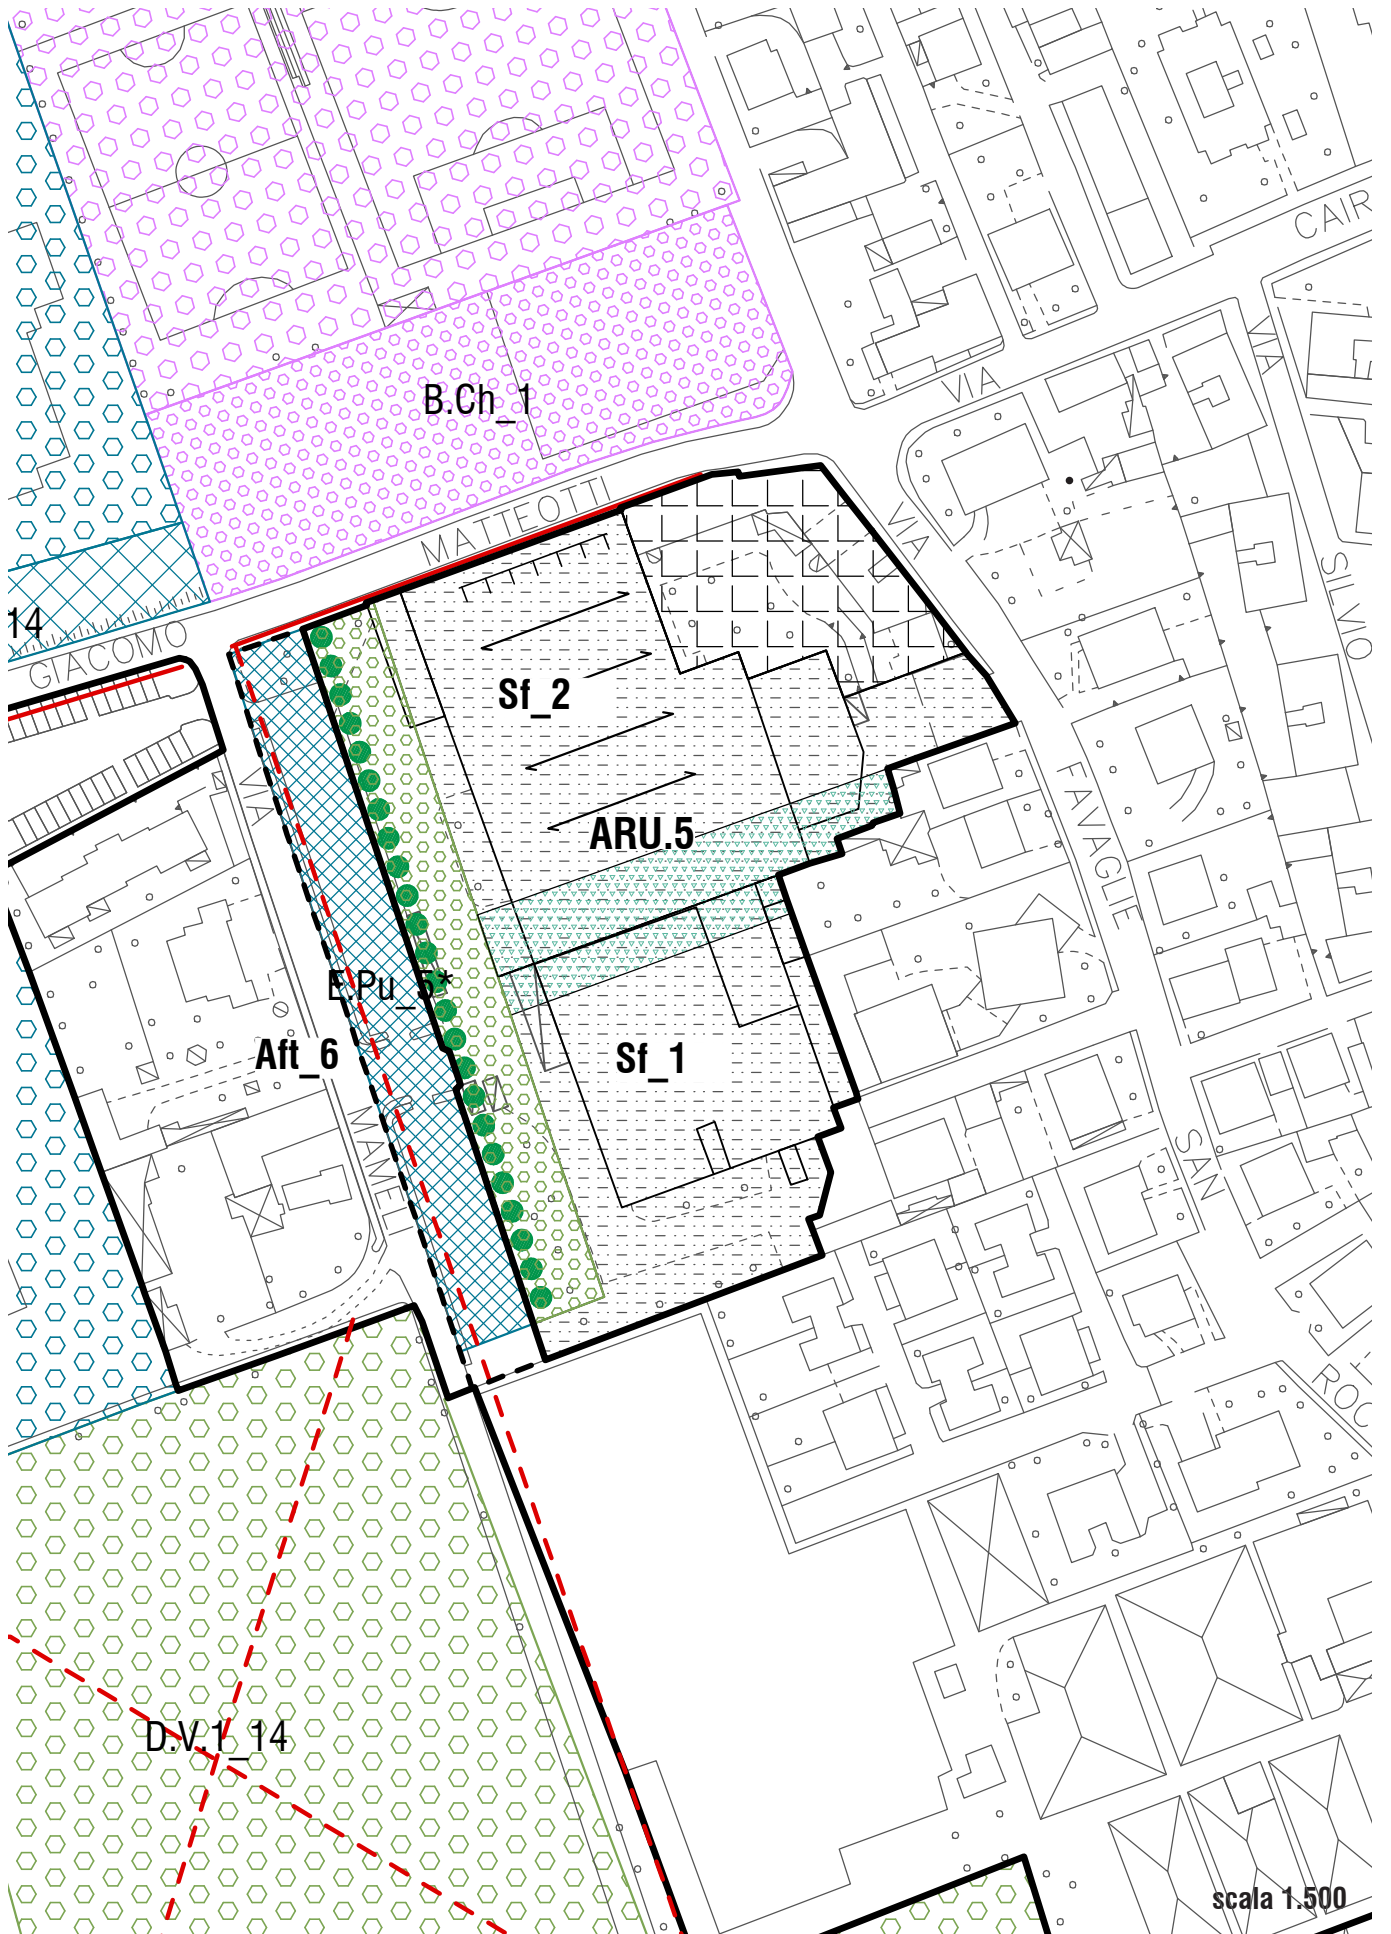 CAIR
VIA
VIA
B.Ch_1
MATTEOTTI
VIA
SILVIO
14
GIACOMO
Sf_2
VIA
ARU.5
FAVAGLIE
E.Pu_5*
Aft_6
Sf_1
SAN
ROC
D.V.1_14
scala 1.500